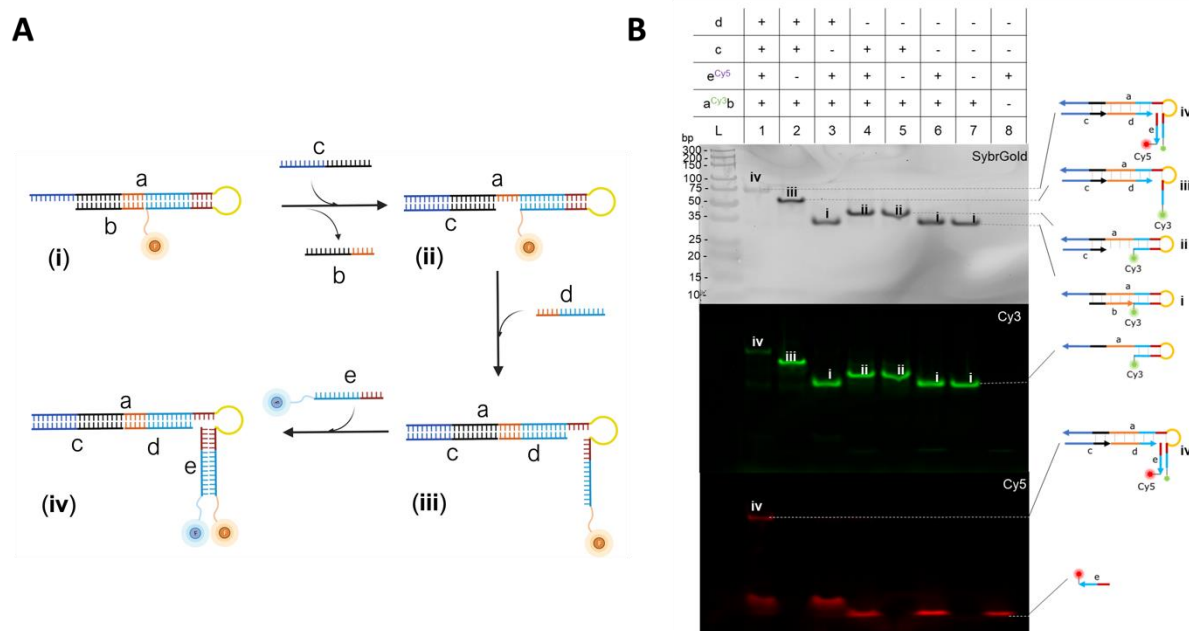 A
a
b
(i)
c
b
a
c
(ii)
d
e
a
c
d
e
(iv)
a
c
d
(iii)
B
d + + + - - - - -
c + + - + + - - -
eCy5 + - + + - + - +
aCy3b + + + + + + + -
bp L 1 2 3 4 5 6 7 8
SybrGold
300 -
200 -
150 -
100 -
75 -
50 -
35 -
25 -
20 -
15 -
10 -
iv iii i ii ii i i
Cy3
iv iii i ii ii i i
Cy5
iv
a
c
d
e
Cy5
iv
a
c
d
Cy3
iii
a
c
Cy3
ii
a
b
Cy3
i
a
Cy3
a
c
d
e
Cy5
iv
e